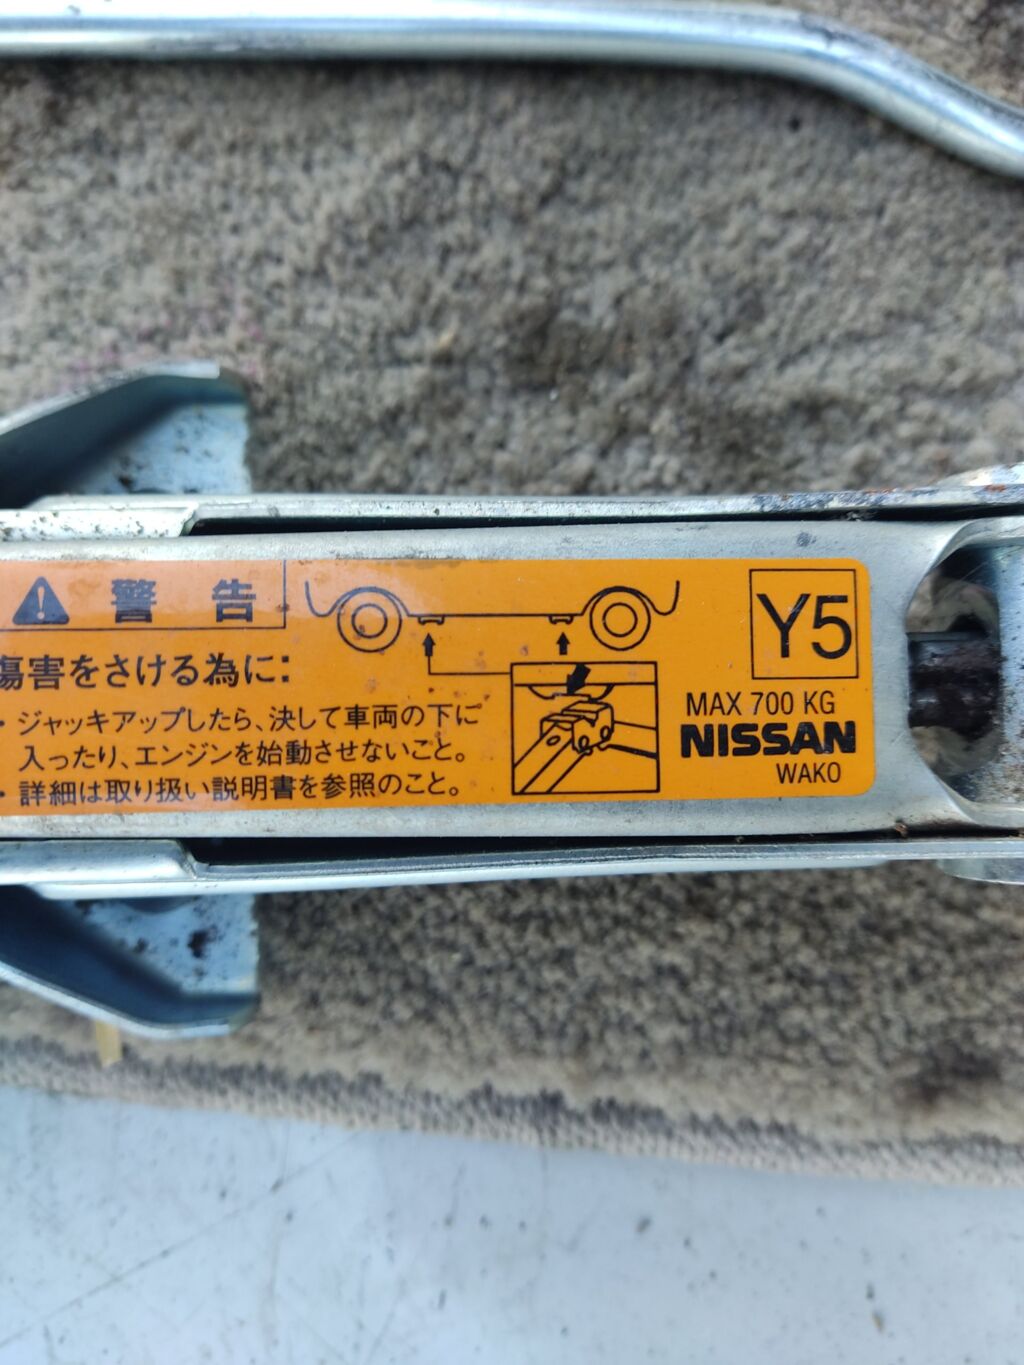 警告
傷害をさける為に:
・ジャッキアップしたら、決して車両の下に
入ったり、エンジンを始動させないこと。
・詳細は取り扱い説明書を参照のこと。
Y5
MAX 700 KG
NISSAN
WAKO